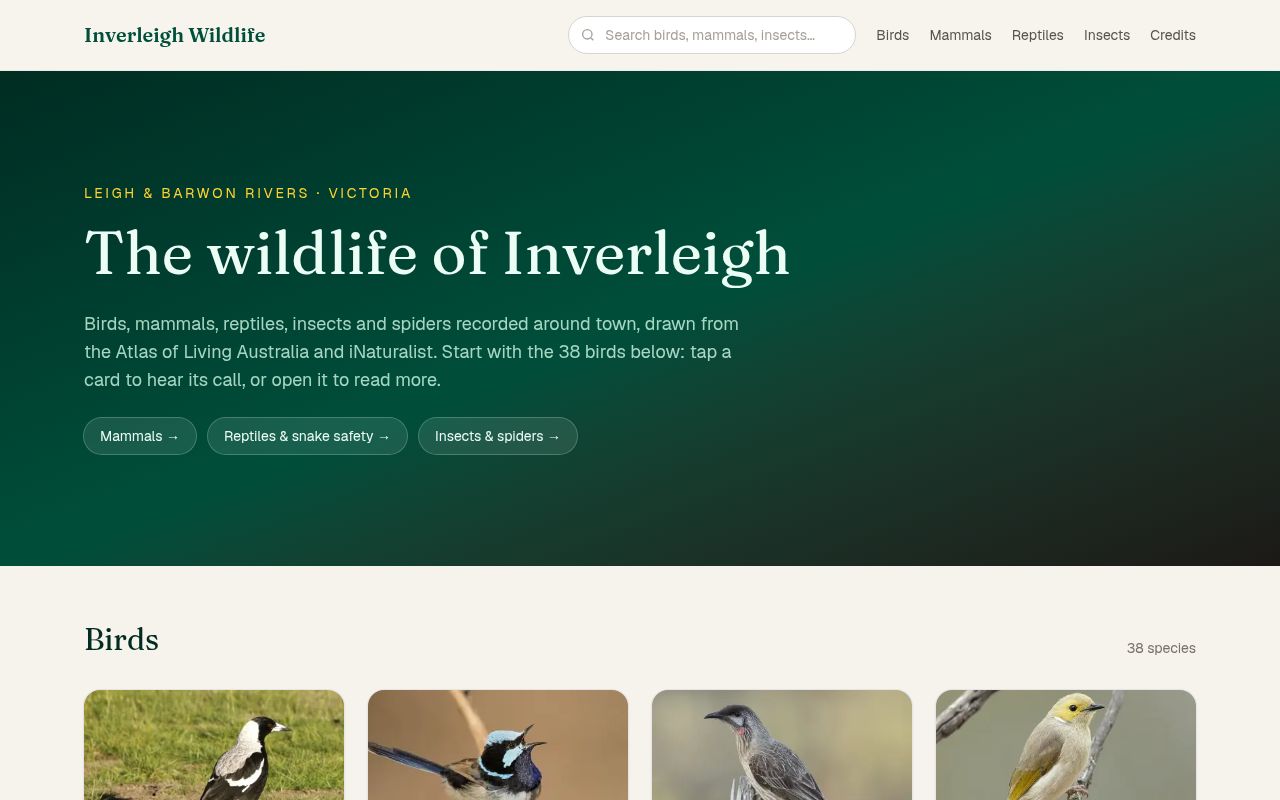 Inverleigh Wildlife
Search birds, mammals, insects...
Birds
Mammals
Reptiles
Insects
Credits
LEIGH & BARWON RIVERS · VICTORIA
The wildlife of Inverleigh
Birds, mammals, reptiles, insects and spiders recorded around town, drawn from
the Atlas of Living Australia and iNaturalist. Start with the 38 birds below: tap a
card to hear its call, or open it to read more.
Mammals →
Reptiles & snake safety →
Insects & spiders →
Birds
38 species